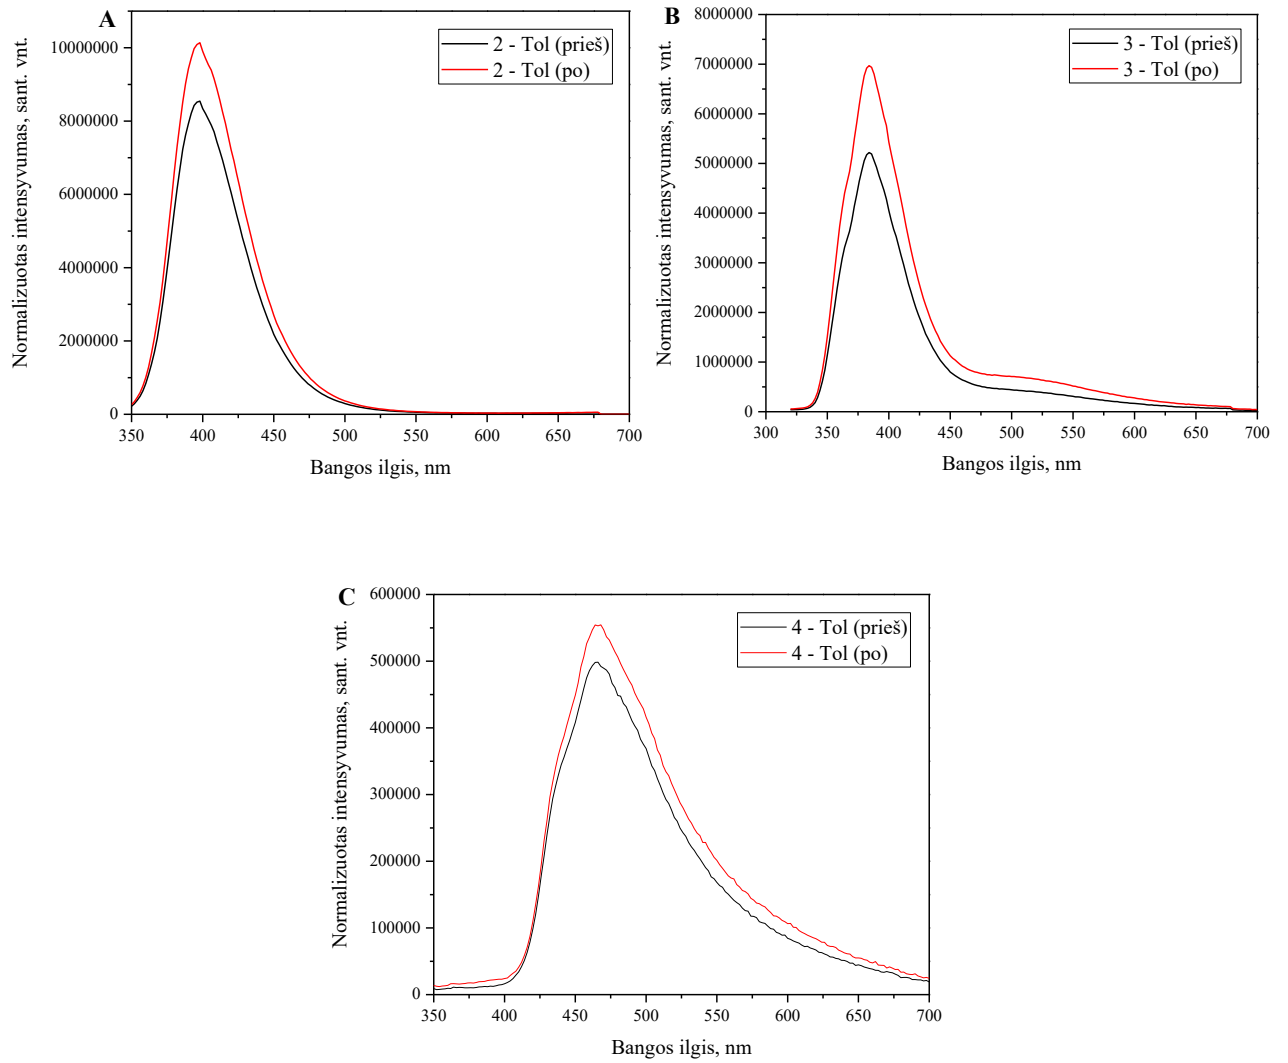 A
2 - Tol (prieš)
2 - Tol (po)
Normalizuotas intensyvumas, sant. vnt.
10000000
8000000
6000000
4000000
2000000
0
350 400 450 500 550 600 650 700
Bangos ilgis, nm
B
3 - Tol (prieš)
3 - Tol (po)
Normalizuotas intensyvumas, sant. vnt.
8000000
7000000
6000000
5000000
4000000
3000000
2000000
1000000
0
300 350 400 450 500 550 600 650 700
Bangos ilgis, nm
C
4 - Tol (prieš)
4 - Tol (po)
Normalizuotas intensyvumas, sant. vnt.
600000
500000
400000
300000
200000
100000
0
350 400 450 500 550 600 650 700
Bangos ilgis, nm